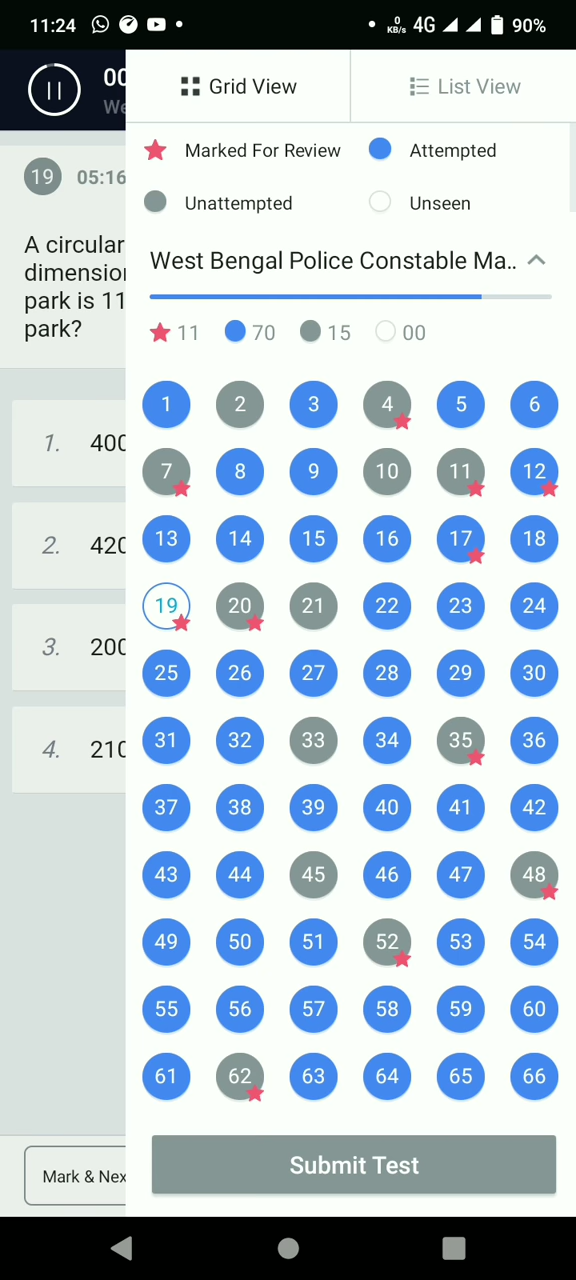 11:24 0 KB/s 4G 90%
00
We
Grid View List View
Marked For Review Attempted
Unattempted Unseen
19 05:16
A circular
dimension
park is 11
park?
West Bengal Police Constable Ma..
11 70 15 00
1 2 3 4 5 6
7 8 9 10 11 12
13 14 15 16 17 18
19 20 21 22 23 24
25 26 27 28 29 30
31 32 33 34 35 36
37 38 39 40 41 42
43 44 45 46 47 48
49 50 51 52 53 54
55 56 57 58 59 60
61 62 63 64 65 66
1. 400
2. 420
3. 200
4. 210
Mark & Nex
Submit Test